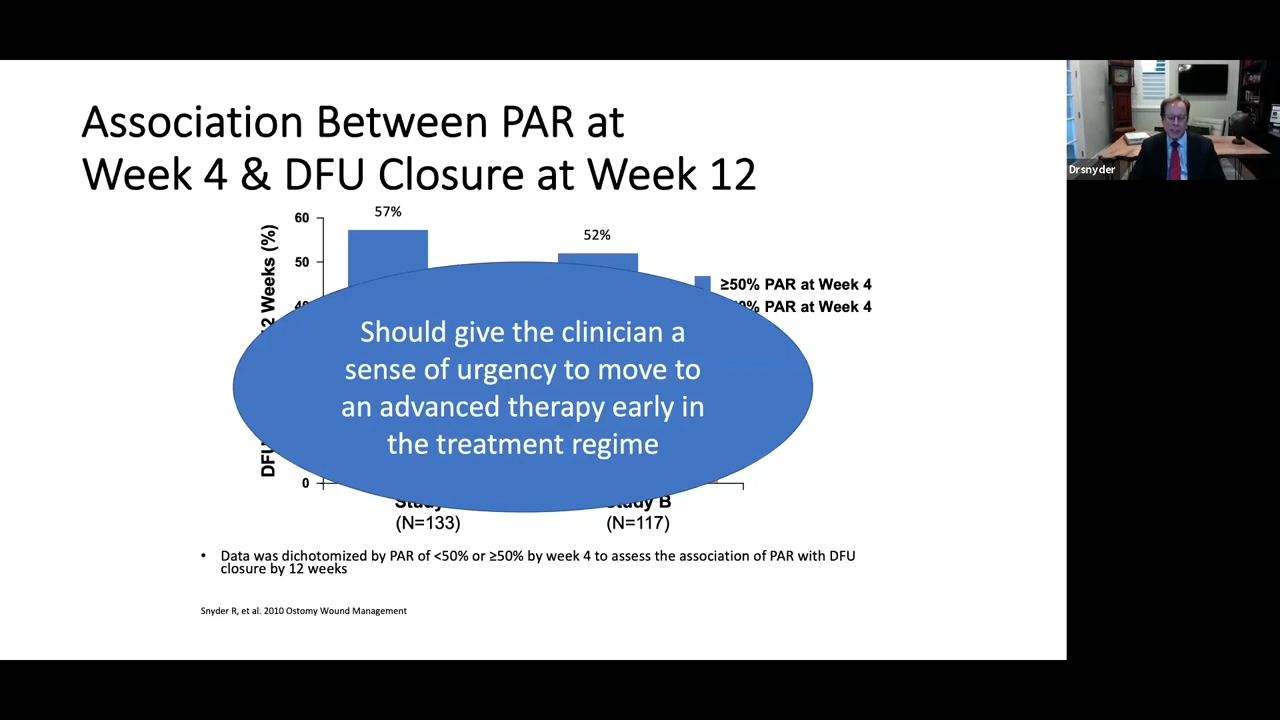 Association Between PAR at
Week 4 & DFU Closure at Week 12
57%
52%
60
50
0
2 Weeks (%)
DFU
≥50% PAR at Week 4
% PAR at Week 4
Should give the clinician a
sense of urgency to move to
an advanced therapy early in
the treatment regime
B
(N=133)
(N=117)
• Data was dichotomized by PAR of <50% or ≥50% by week 4 to assess the association of PAR with DFU
closure by 12 weeks
Snyder R, et al. 2010 Ostomy Wound Management
Drsnyder